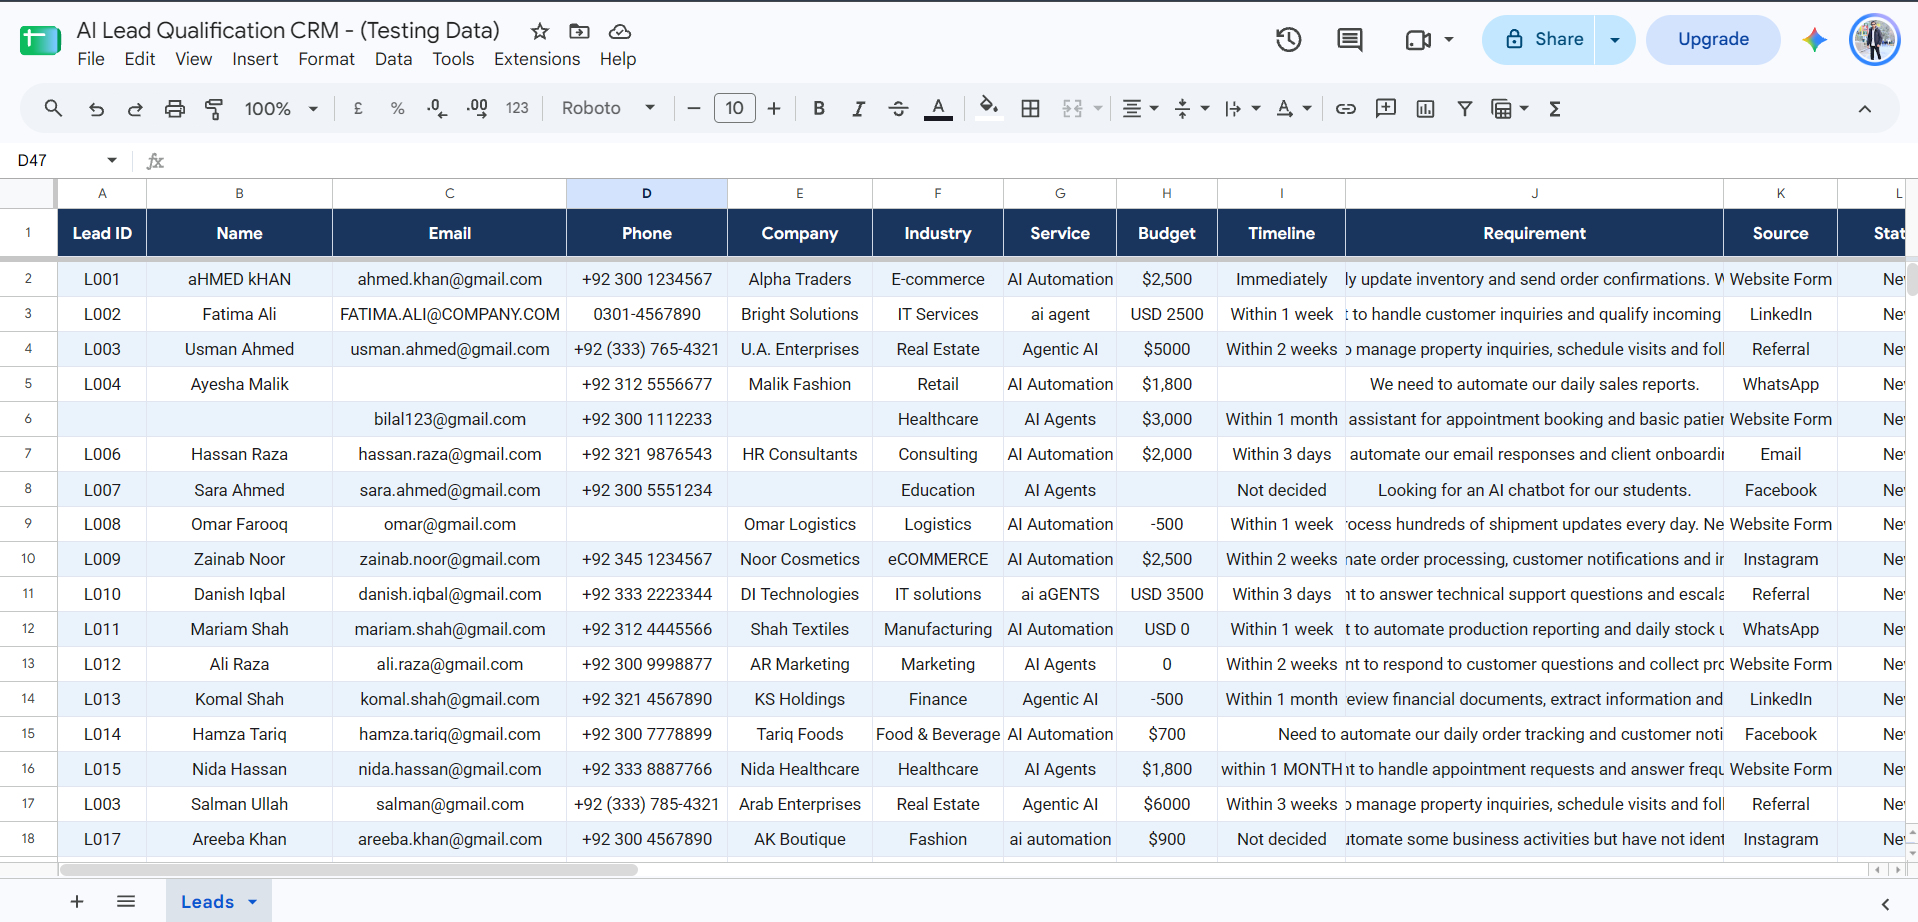 AI Lead Qualification CRM - (Testing Data)
Share
Upgrade
File Edit View Insert Format Data Tools Extensions Help
100% £ % .0 .00 123 Roboto 10 B I A A Σ
D47 fx
A B C D E F G H I J K L
1 Lead ID Name Email Phone Company Industry Service Budget Timeline Requirement Source Stat
2 L001 aHMED kHAN ahmed.khan@gmail.com +92 300 1234567 Alpha Traders E-commerce AI Automation $2,500 Immediately ly update inventory and send order confirmations. W Website Form Ne
3 L002 Fatima Ali FATIMA.ALI@COMPANY.COM 0301-4567890 Bright Solutions IT Services ai agent USD 2500 Within 1 week t to handle customer inquiries and qualify incoming LinkedIn Ne
4 L003 Usman Ahmed usman.ahmed@gmail.com +92 (333) 765-4321 U.A. Enterprises Real Estate Agentic AI $5000 Within 2 weeks o manage property inquiries, schedule visits and foll Referral Ne
5 L004 Ayesha Malik +92 312 5556677 Malik Fashion Retail AI Automation $1,800 We need to automate our daily sales reports. WhatsApp Ne
6 bilal123@gmail.com +92 300 1112233 Healthcare AI Agents $3,000 Within 1 month assistant for appointment booking and basic patier Website Form Ne
7 L006 Hassan Raza hassan.raza@gmail.com +92 321 9876543 HR Consultants Consulting AI Automation $2,000 Within 3 days automate our email responses and client onboardir Email Ne
8 L007 Sara Ahmed sara.ahmed@gmail.com +92 300 5551234 Education AI Agents Not decided Looking for an AI chatbot for our students. Facebook Ne
9 L008 Omar Farooq omar@gmail.com Omar Logistics Logistics AI Automation -500 Within 1 week rocess hundreds of shipment updates every day. Ne Website Form Ne
10 L009 Zainab Noor zainab.noor@gmail.com +92 345 1234567 Noor Cosmetics eCOMMERCE AI Automation $2,500 Within 2 weeks nate order processing, customer notifications and in Instagram Ne
11 L010 Danish Iqbal danish.iqbal@gmail.com +92 333 2223344 DI Technologies IT solutions ai aGENTS USD 3500 Within 3 days nt to answer technical support questions and escala Referral Ne
12 L011 Mariam Shah mariam.shah@gmail.com +92 312 4445566 Shah Textiles Manufacturing AI Automation USD 0 Within 1 week t to automate production reporting and daily stock u WhatsApp Ne
13 L012 Ali Raza ali.raza@gmail.com +92 300 9998877 AR Marketing Marketing AI Agents 0 Within 2 weeks nt to respond to customer questions and collect pro Website Form Ne
14 L013 Komal Shah komal.shah@gmail.com +92 321 4567890 KS Holdings Finance Agentic AI -500 Within 1 month eview financial documents, extract information and LinkedIn Ne
15 L014 Hamza Tariq hamza.tariq@gmail.com +92 300 7778899 Tariq Foods Food & Beverage AI Automation $700 Need to automate our daily order tracking and customer noti Facebook Ne
16 L015 Nida Hassan nida.hassan@gmail.com +92 333 8887766 Nida Healthcare Healthcare AI Agents $1,800 within 1 MONTH nt to handle appointment requests and answer frequ Website Form Ne
17 L003 Salman Ullah salman@gmail.com +92 (333) 785-4321 Arab Enterprises Real Estate Agentic AI $6000 Within 3 weeks o manage property inquiries, schedule visits and foll Referral Ne
18 L017 Areeba Khan areeba.khan@gmail.com +92 300 4567890 AK Boutique Fashion ai automation $900 Not decided utomate some business activities but have not ident Instagram Ne
Leads